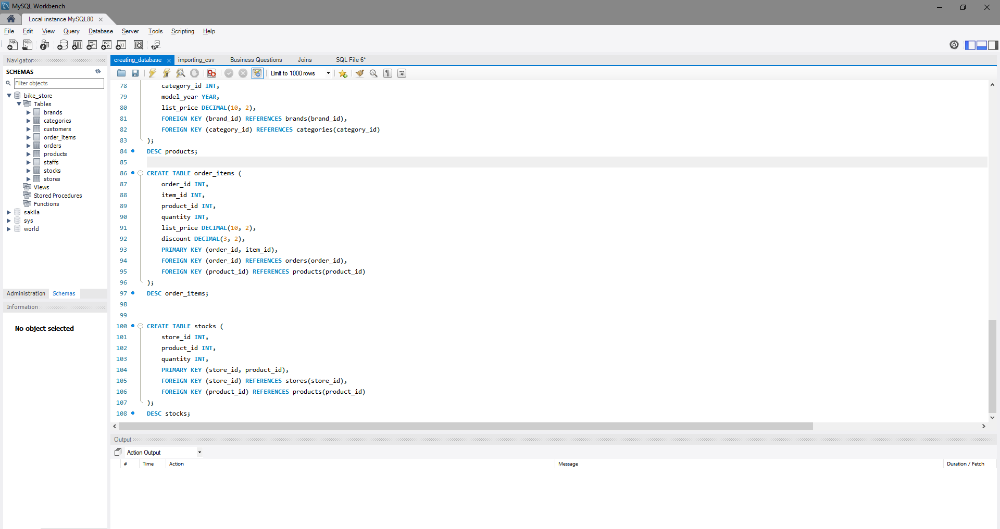 MySQL Workbench
Local instance MySQL80
File Edit View Query Database Server Tools Scripting Help
Navigator
SCHEMAS
Filter objects
bike_store
Tables
brands
categories
customers
order_items
orders
products
staffs
stocks
stores
Views
Stored Procedures
Functions
sakila
sys
world
Administration Schemas
Information
No object selected
creating_database importing_csv Business Questions Joins SQL File 6*
Limit to 1000 rows
78 category_id INT,
79 model_year YEAR,
80 list_price DECIMAL(10, 2),
81 FOREIGN KEY (brand_id) REFERENCES brands(brand_id),
82 FOREIGN KEY (category_id) REFERENCES categories(category_id)
83 );
84 DESC products;
85
86 CREATE TABLE order_items (
87 order_id INT,
88 item_id INT,
89 product_id INT,
90 quantity INT,
91 list_price DECIMAL(10, 2),
92 discount DECIMAL(3, 2),
93 PRIMARY KEY (order_id, item_id),
94 FOREIGN KEY (order_id) REFERENCES orders(order_id),
95 FOREIGN KEY (product_id) REFERENCES products(product_id)
96 );
97 DESC order_items;
98
99
100 CREATE TABLE stocks (
101 store_id INT,
102 product_id INT,
103 quantity INT,
104 PRIMARY KEY (store_id, product_id),
105 FOREIGN KEY (store_id) REFERENCES stores(store_id),
106 FOREIGN KEY (product_id) REFERENCES products(product_id)
107 );
108 DESC stocks;
Output
Action Output
# Time Action Message Duration / Fetch